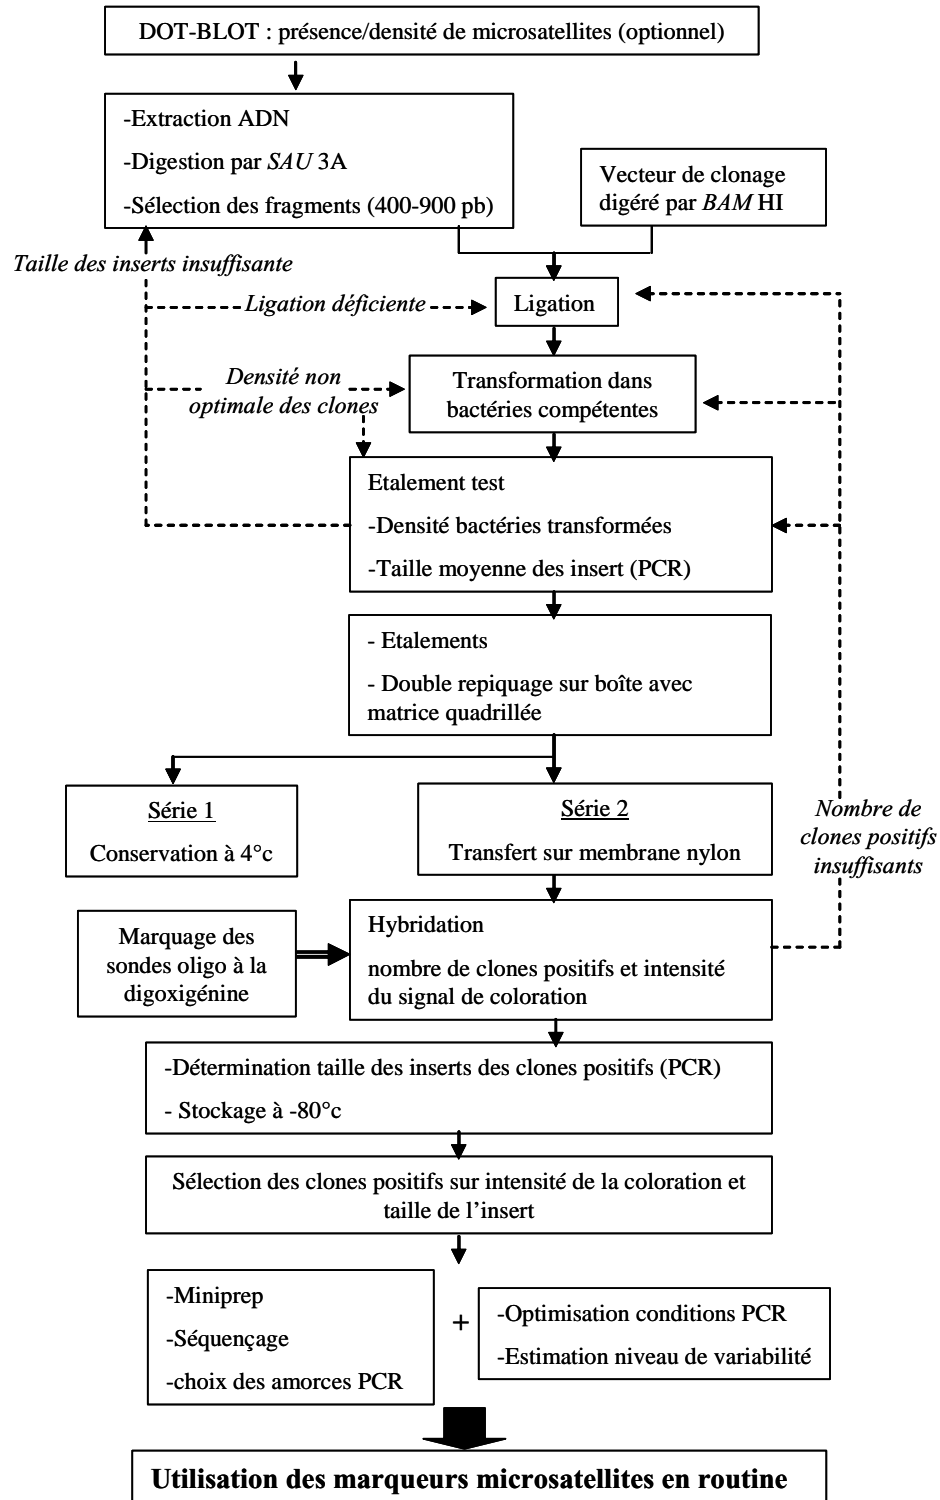 DOT-BLOT : présence/densité de microsatellites (optionnel)
-Extraction ADN
-Digestion par SAU 3A
-Sélection des fragments (400-900 pb)
Vecteur de clonage
digéré par BAM HI
Taille des inserts insuffisante
Ligation déficiente
Ligation
Densité non
optimale des clones
Transformation dans
bactéries compétentes
Etalement test
-Densité bactéries transformées
-Taille moyenne des insert (PCR)
- Etalements
- Double repiquage sur boîte avec
matrice quadrillée
Série 1
Conservation à 4°c
Série 2
Transfert sur membrane nylon
Nombre de
clones positifs
insuffisants
Marquage des
sondes oligo à la
digoxigénine
Hybridation
nombre de clones positifs et intensité
du signal de coloration
-Détermination taille des inserts des clones positifs (PCR)
- Stockage à -80°c
Sélection des clones positifs sur intensité de la coloration et
taille de l’insert
-Miniprep
-Séquençage
-choix des amorces PCR
+
-Optimisation conditions PCR
-Estimation niveau de variabilité
Utilisation des marqueurs microsatellites en routine